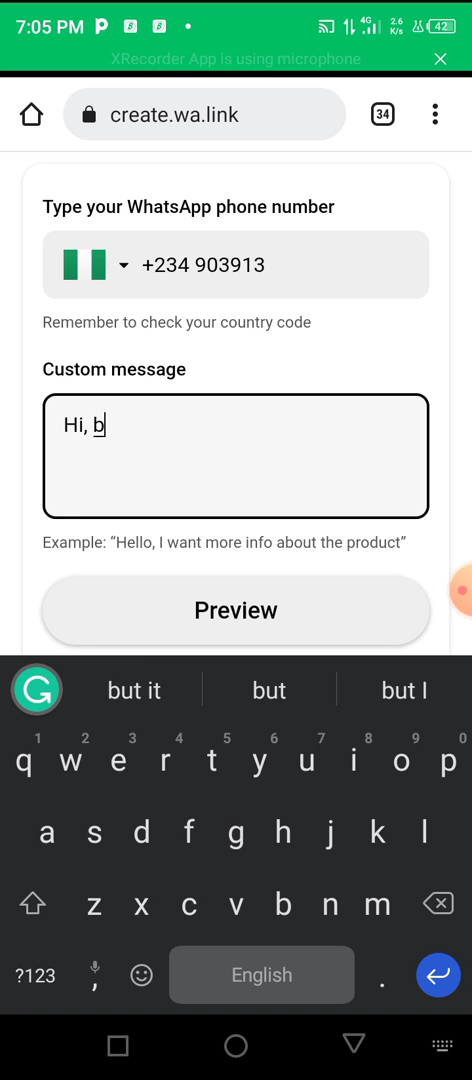 7:05 PM
4G
2.6
K/s
42
XRecorder App is using microphone
create.wa.link
34
Type your WhatsApp phone number
+234 903913
Remember to check your country code
Custom message
Hi, b
Example: “Hello, I want more info about the product”
Preview
but it but but I
1 2 3 4 5 6 7 8 9 0
q w e r t y u i o p
a s d f g h j k l
z x c v b n m
?123 , English .